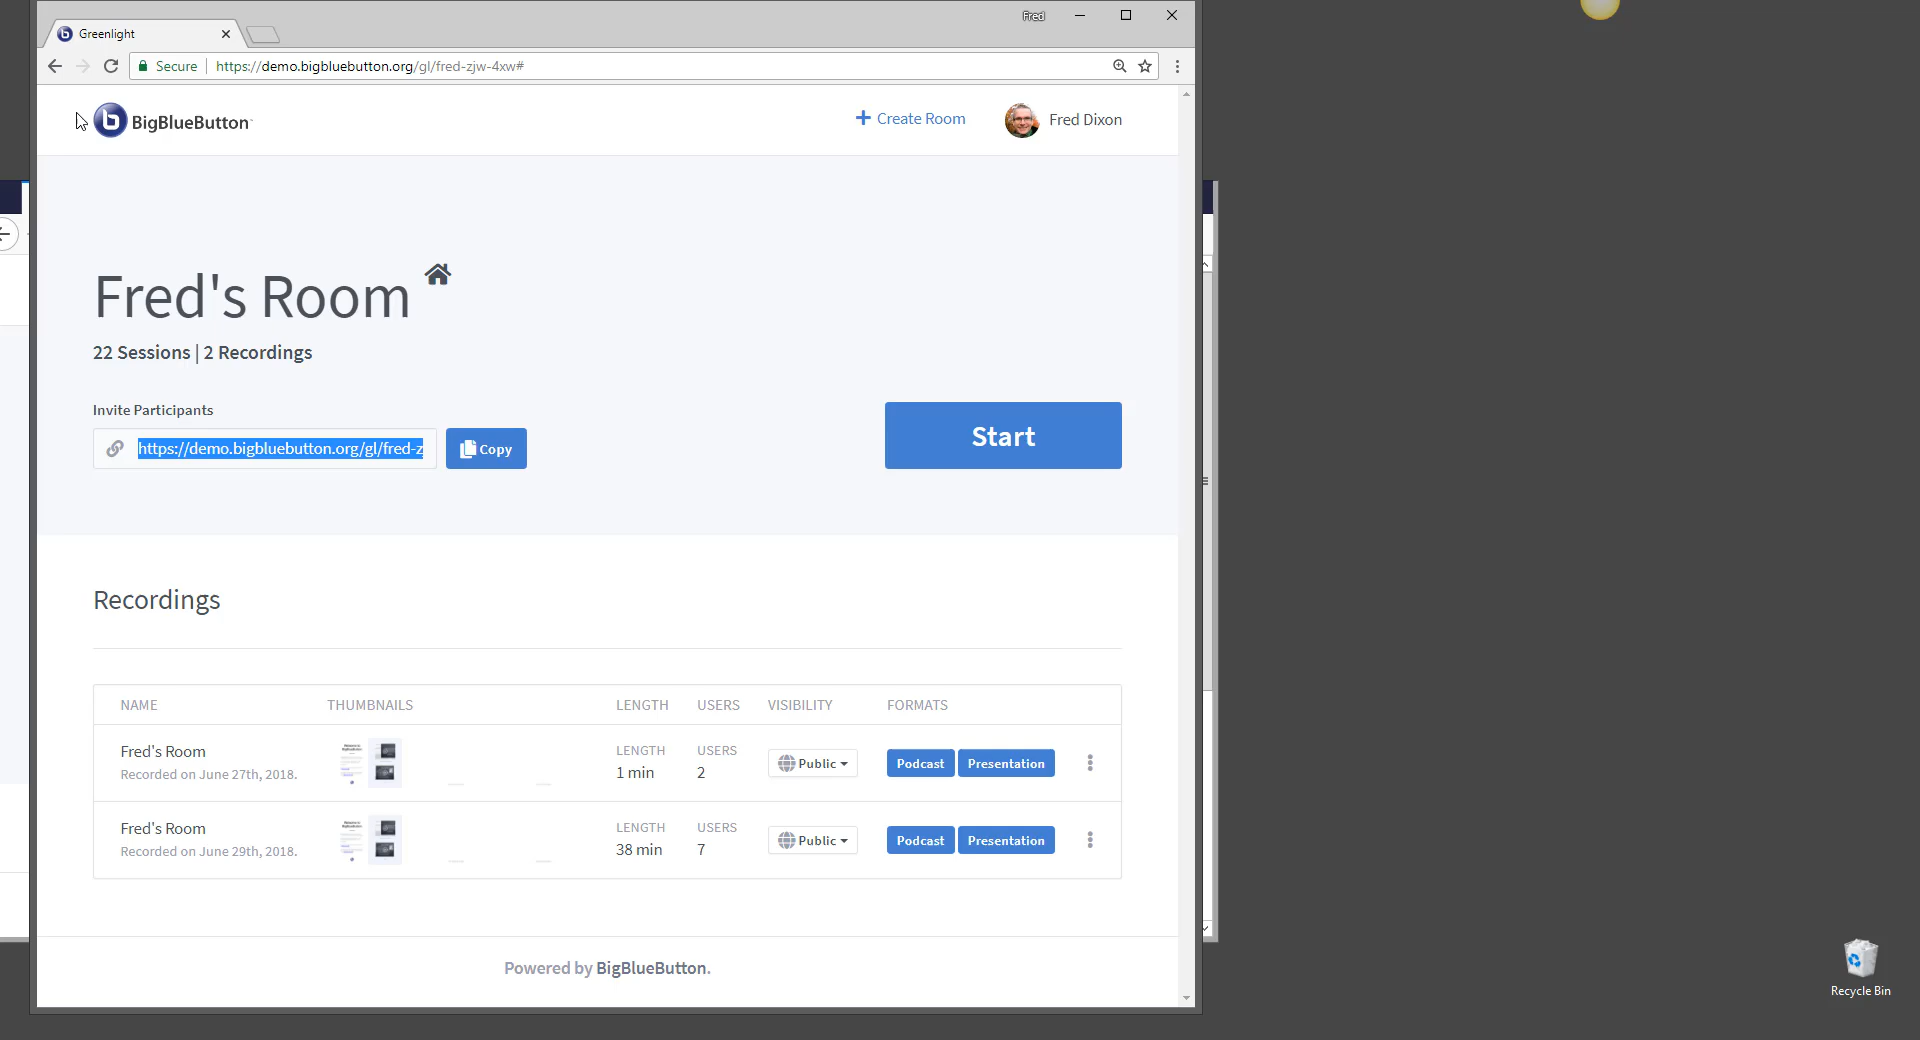 Fred
Greenlight
Secure https://demo.bigbluebutton.org/gl/fred-zjw-4xw#
b BigBlueButton
+ Create Room Fred Dixon
Fred's Room
22 Sessions | 2 Recordings
Invite Participants
https://demo.bigbluebutton.org/gl/fred-z Copy
Start
Recordings
NAME THUMBNAILS LENGTH USERS VISIBILITY FORMATS
Fred's Room LENGTH USERS Public Podcast Presentation
Recorded on June 27th, 2018. 1 min 2
Fred's Room LENGTH USERS Public Podcast Presentation
Recorded on June 29th, 2018. 38 min 7
Powered by BigBlueButton.
Recycle Bin